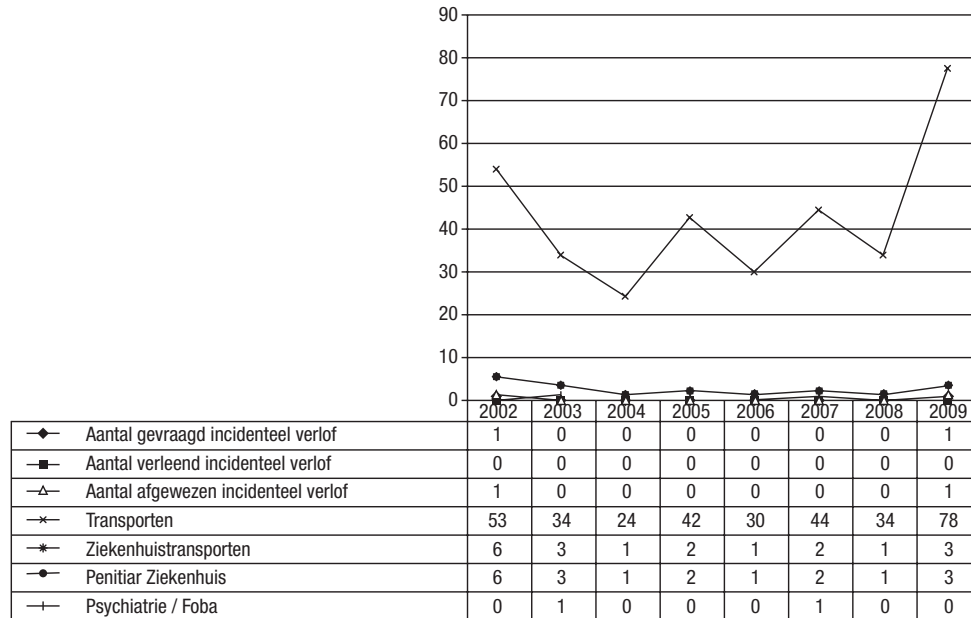 90
80
70
60
50
40
30
20
10
0
2002 2003 2004 2005 2006 2007 2008 2009
Aantal gevraagd incidenteel verlof 1 0 0 0 0 0 0 1
Aantal verleend incidenteel verlof 0 0 0 0 0 0 0 0
Aantal afgewezen incidenteel verlof 1 0 0 0 0 0 0 1
Transporten 53 34 24 42 30 44 34 78
Ziekenhuistransporten 6 3 1 2 1 2 1 3
Penitiar Ziekenhuis 6 3 1 2 1 2 1 3
Psychiatrie / Foba 0 1 0 0 0 1 0 0